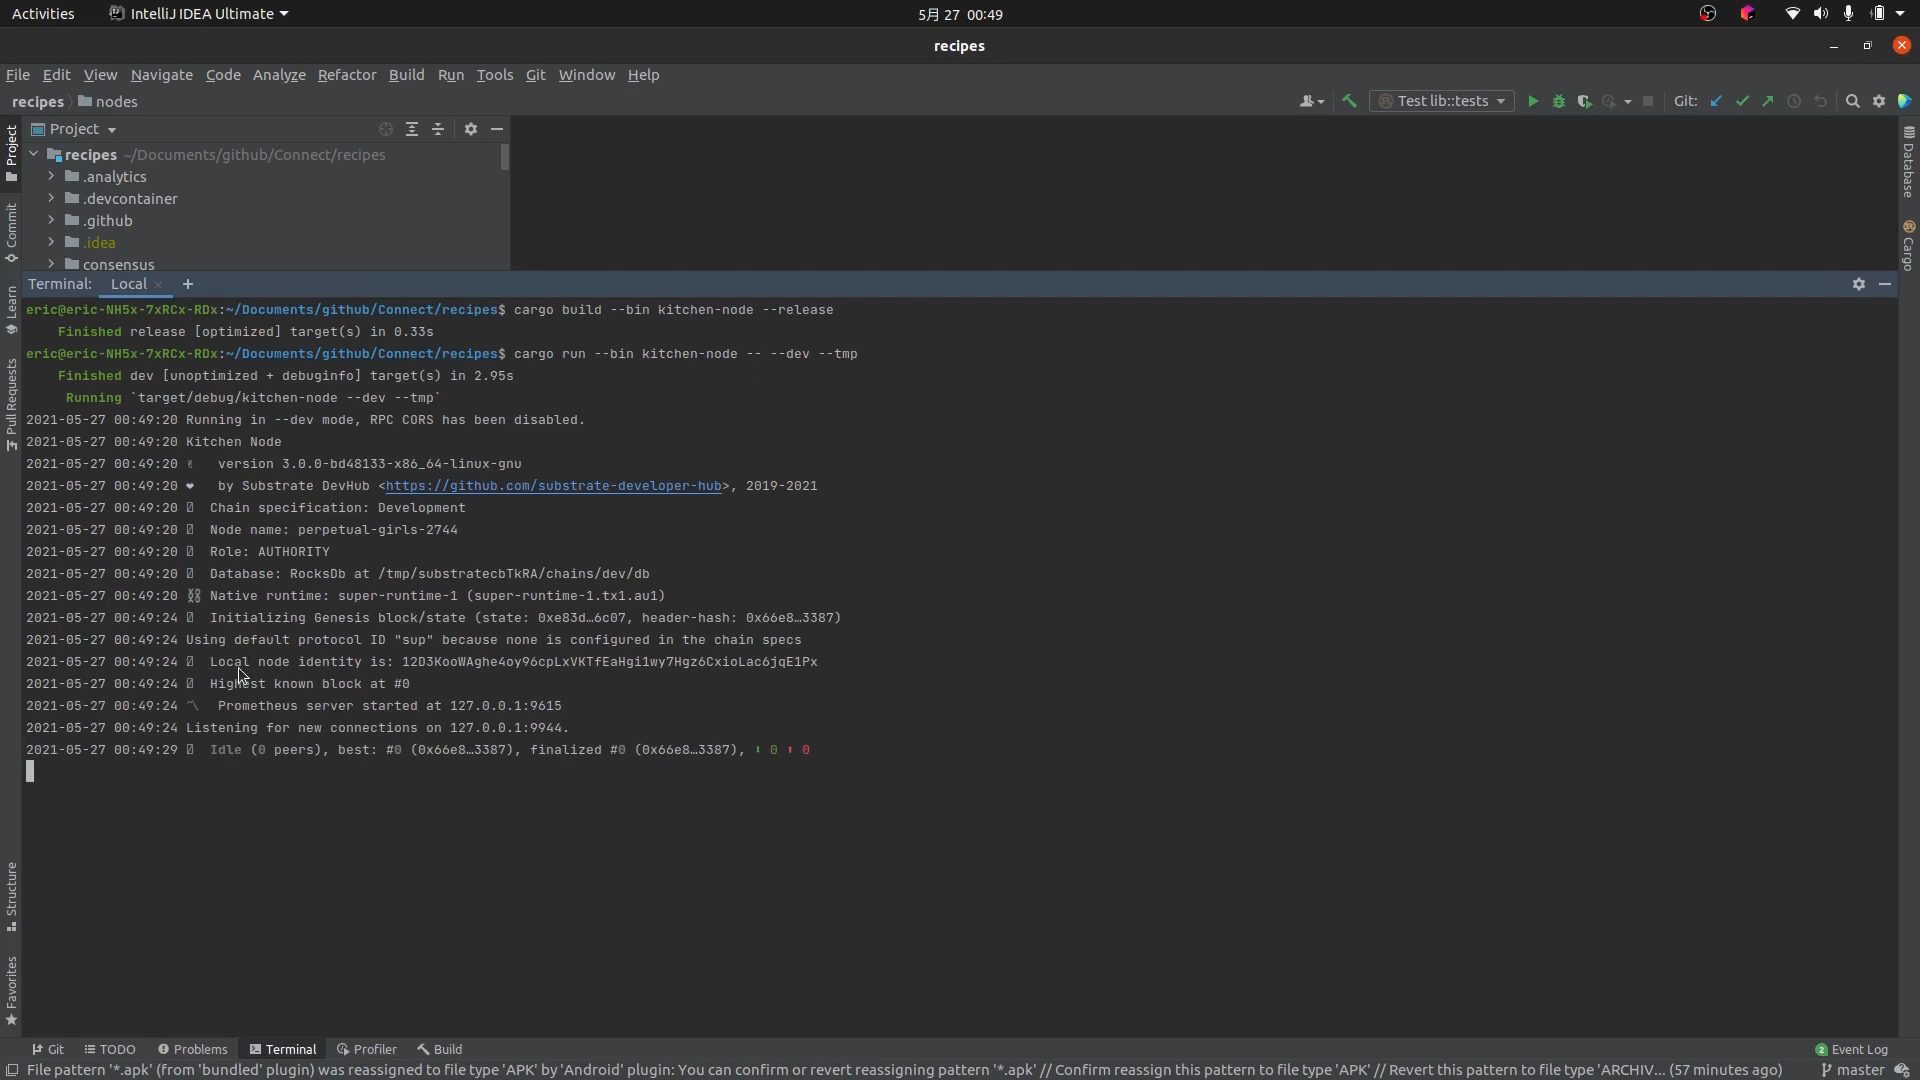 Activities IntelliJ IDEA Ultimate 5月 27 00:49
recipes
File Edit View Navigate Code Analyze Refactor Build Run Tools Git Window Help
recipes nodes Test lib::tests Git:
Project
recipes ~/Documents/github/Connect/recipes
.analytics
.devcontainer
.github
.idea
consensus
Project
Commit
Learn
Pull Requests
Structure
Favorites
Database
Cargo
Terminal: Local × +
eric@eric-NH5x-7xRCx-RDx:~/Documents/github/Connect/recipes$ cargo build --bin kitchen-node --release
Finished release [optimized] target(s) in 0.33s
eric@eric-NH5x-7xRCx-RDx:~/Documents/github/Connect/recipes$ cargo run --bin kitchen-node -- --dev --tmp
Finished dev [unoptimized + debuginfo] target(s) in 2.95s
Running `target/debug/kitchen-node --dev --tmp`
2021-05-27 00:49:20 Running in --dev mode, RPC CORS has been disabled.
2021-05-27 00:49:20 Kitchen Node
2021-05-27 00:49:20 version 3.0.0-bd48133-x86_64-linux-gnu
2021-05-27 00:49:20 ❤ by Substrate DevHub <https://github.com/substrate-developer-hub>, 2019-2021
2021-05-27 00:49:20 Chain specification: Development
2021-05-27 00:49:20 Node name: perpetual-girls-2744
2021-05-27 00:49:20 Role: AUTHORITY
2021-05-27 00:49:20 Database: RocksDb at /tmp/substratecbTkRA/chains/dev/db
2021-05-27 00:49:20 ⛓ Native runtime: super-runtime-1 (super-runtime-1.tx1.au1)
2021-05-27 00:49:24 Initializing Genesis block/state (state: 0xe83d…6c07, header-hash: 0x66e8…3387)
2021-05-27 00:49:24 Using default protocol ID "sup" because none is configured in the chain specs
2021-05-27 00:49:24 Local node identity is: 12D3KooWAghe4oy96cpLxVKTfEaHgi1wy7Hgz6CxioLac6jqE1Px
2021-05-27 00:49:24 Highest known block at #0
2021-05-27 00:49:24 〽 Prometheus server started at 127.0.0.1:9615
2021-05-27 00:49:24 Listening for new connections on 127.0.0.1:9944.
2021-05-27 00:49:29 Idle (0 peers), best: #0 (0x66e8…3387), finalized #0 (0x66e8…3387), ⬇ 0 ⬆ 0
Git TODO Problems Terminal Profiler Build 2 Event Log
File pattern '*.apk' (from 'bundled' plugin) was reassigned to file type 'APK' by 'Android' plugin: You can confirm or revert reassigning pattern '*.apk' // Confirm reassign this pattern to file type 'APK' // Revert this pattern to file type 'ARCHIV... (57 minutes ago) master